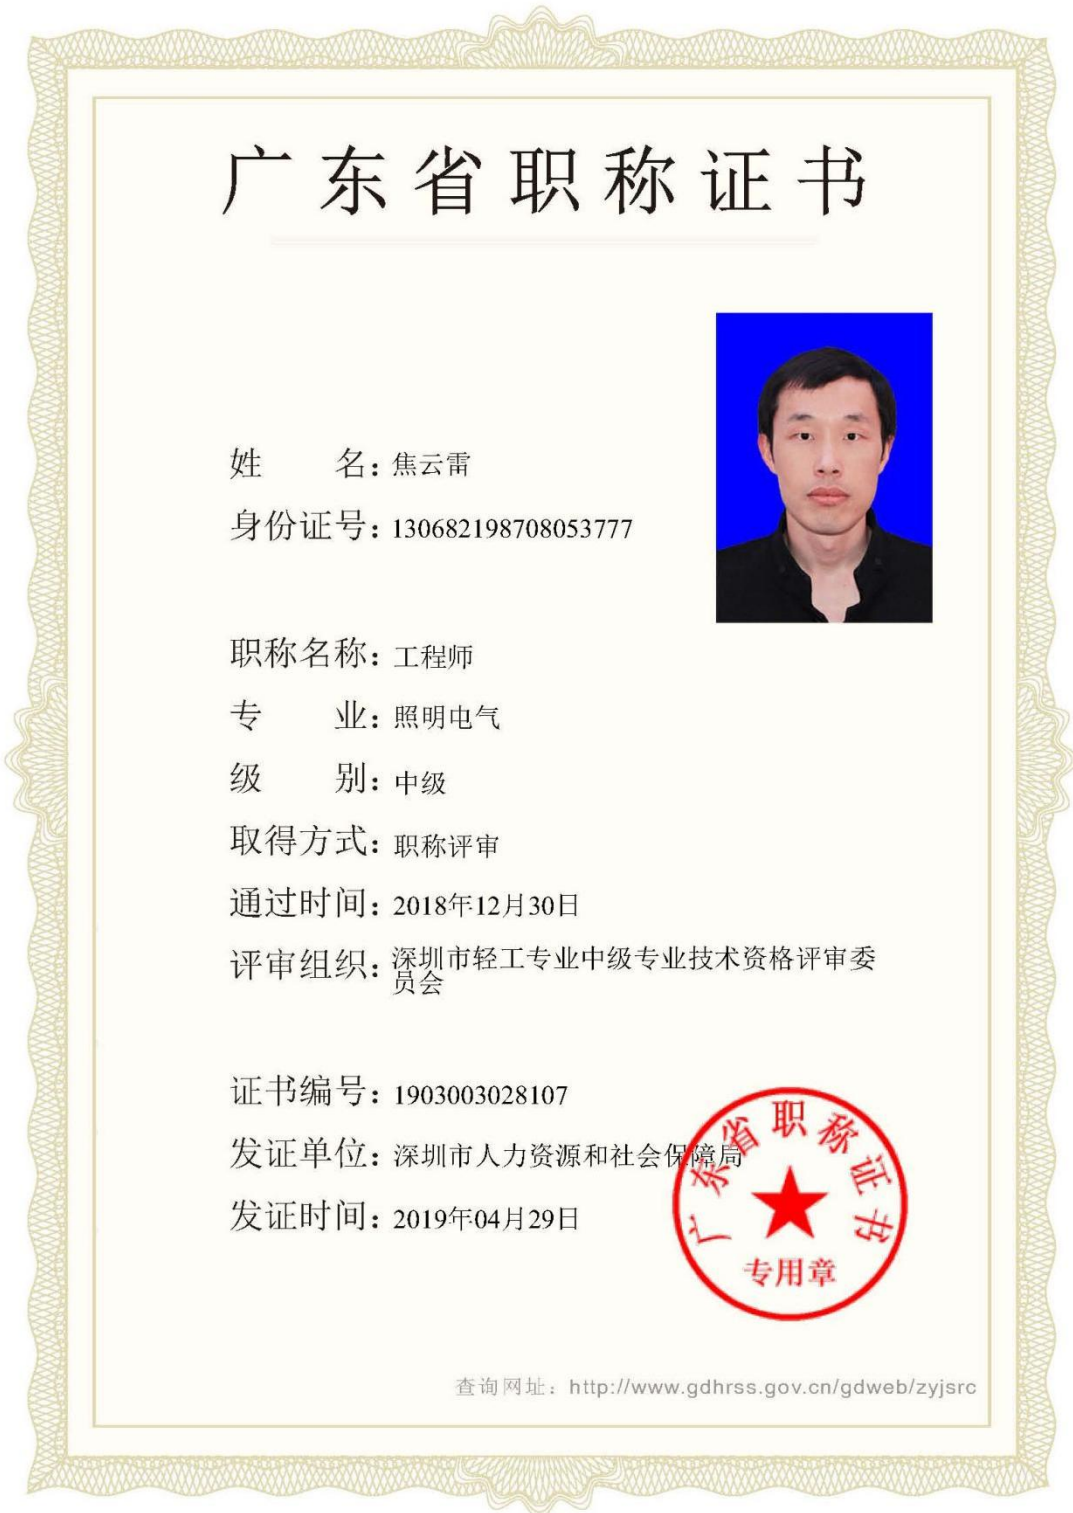 广东省职称证书
姓 名：焦云雷
身份证号：130682198708053777
职称名称：工程师
专 业：照明电气
级 别：中级
取得方式：职称评审
通过时间：2018年12月30日
评审组织：深圳市轻工专业中级专业技术资格评审委
员会
证书编号：1903003028107
发证单位：深圳市人力资源和社会保障局
发证时间：2019年04月29日
广东省职称证书
专用章
查询网址：http://www.gdhrss.gov.cn/gdweb/zyjsrc